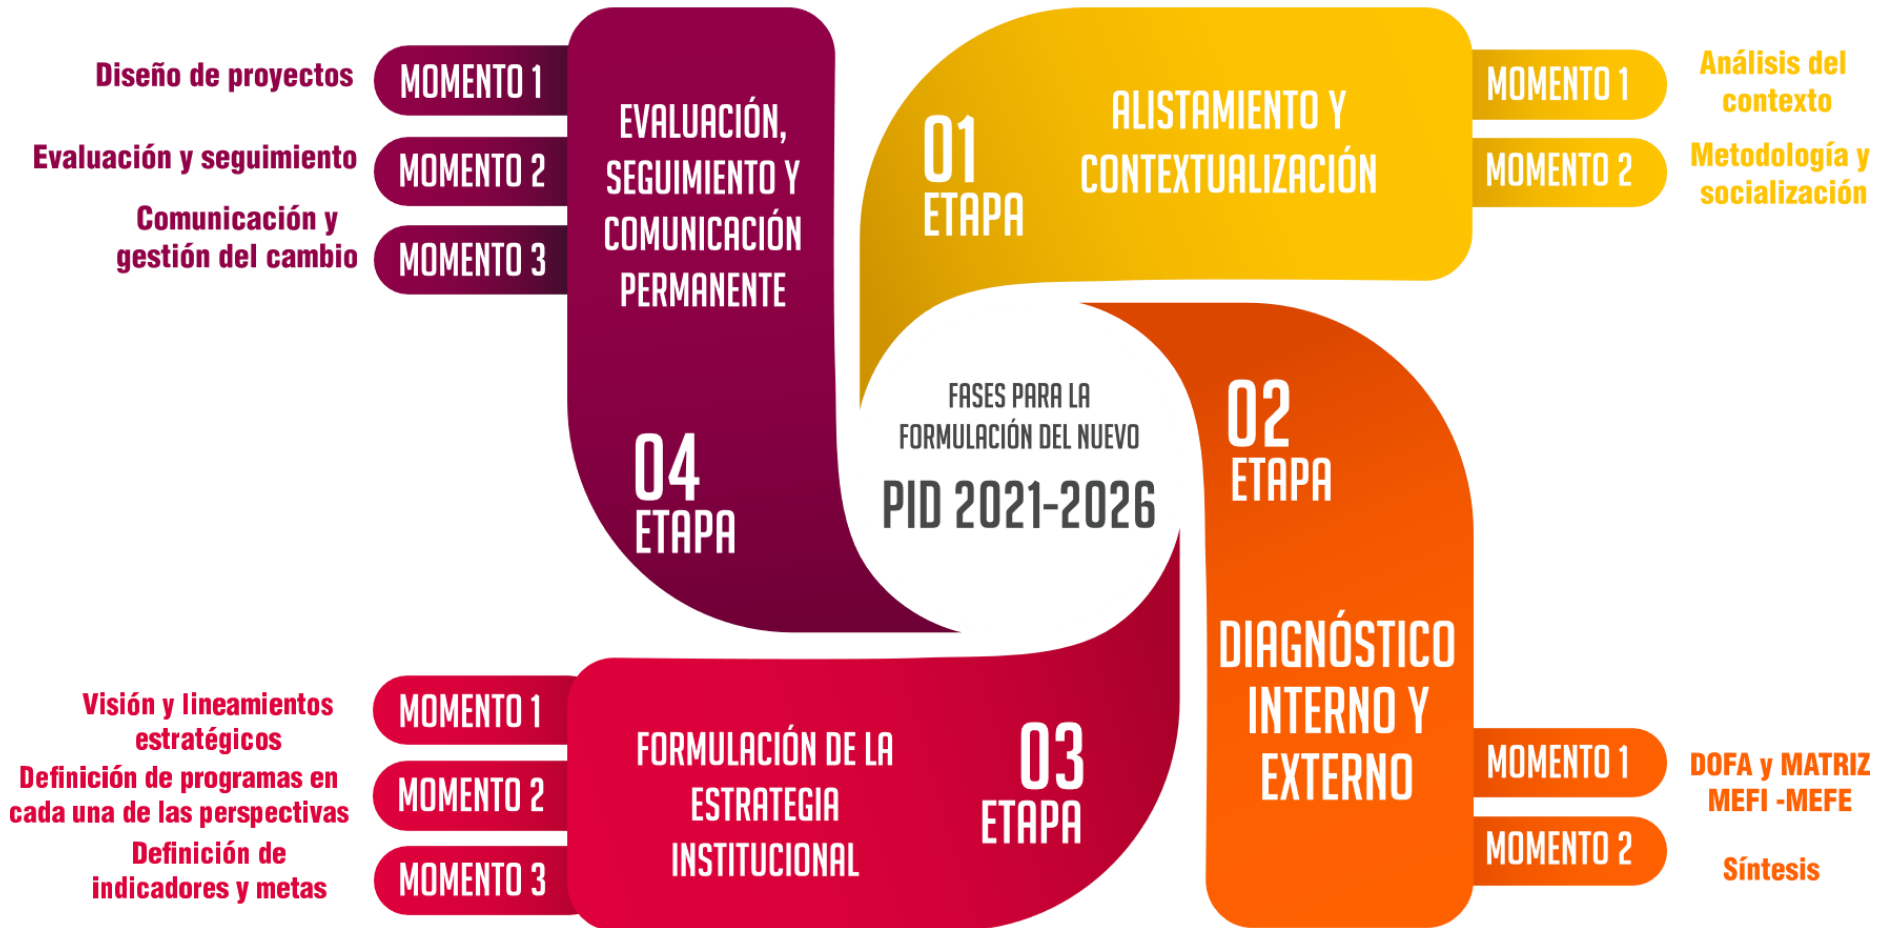 FASES PARA LA
FORMULACIÓN DEL NUEVO
PID 2021-2026
01
ETAPA
ALISTAMIENTO Y
CONTEXTUALIZACIÓN
MOMENTO 1
Análisis del
contexto
MOMENTO 2
Metodología y
socialización
02
ETAPA
DIAGNÓSTICO
INTERNO Y
EXTERNO
MOMENTO 1
DOFA y MATRIZ
MEFI -MEFE
MOMENTO 2
Síntesis
03
ETAPA
FORMULACIÓN DE LA
ESTRATEGIA
INSTITUCIONAL
MOMENTO 1
Visión y lineamientos
estratégicos
MOMENTO 2
Definición de programas en
cada una de las perspectivas
MOMENTO 3
Definición de
indicadores y metas
04
ETAPA
EVALUACIÓN,
SEGUIMIENTO Y
COMUNICACIÓN
PERMANENTE
MOMENTO 1
Diseño de proyectos
MOMENTO 2
Evaluación y seguimiento
MOMENTO 3
Comunicación y
gestión del cambio